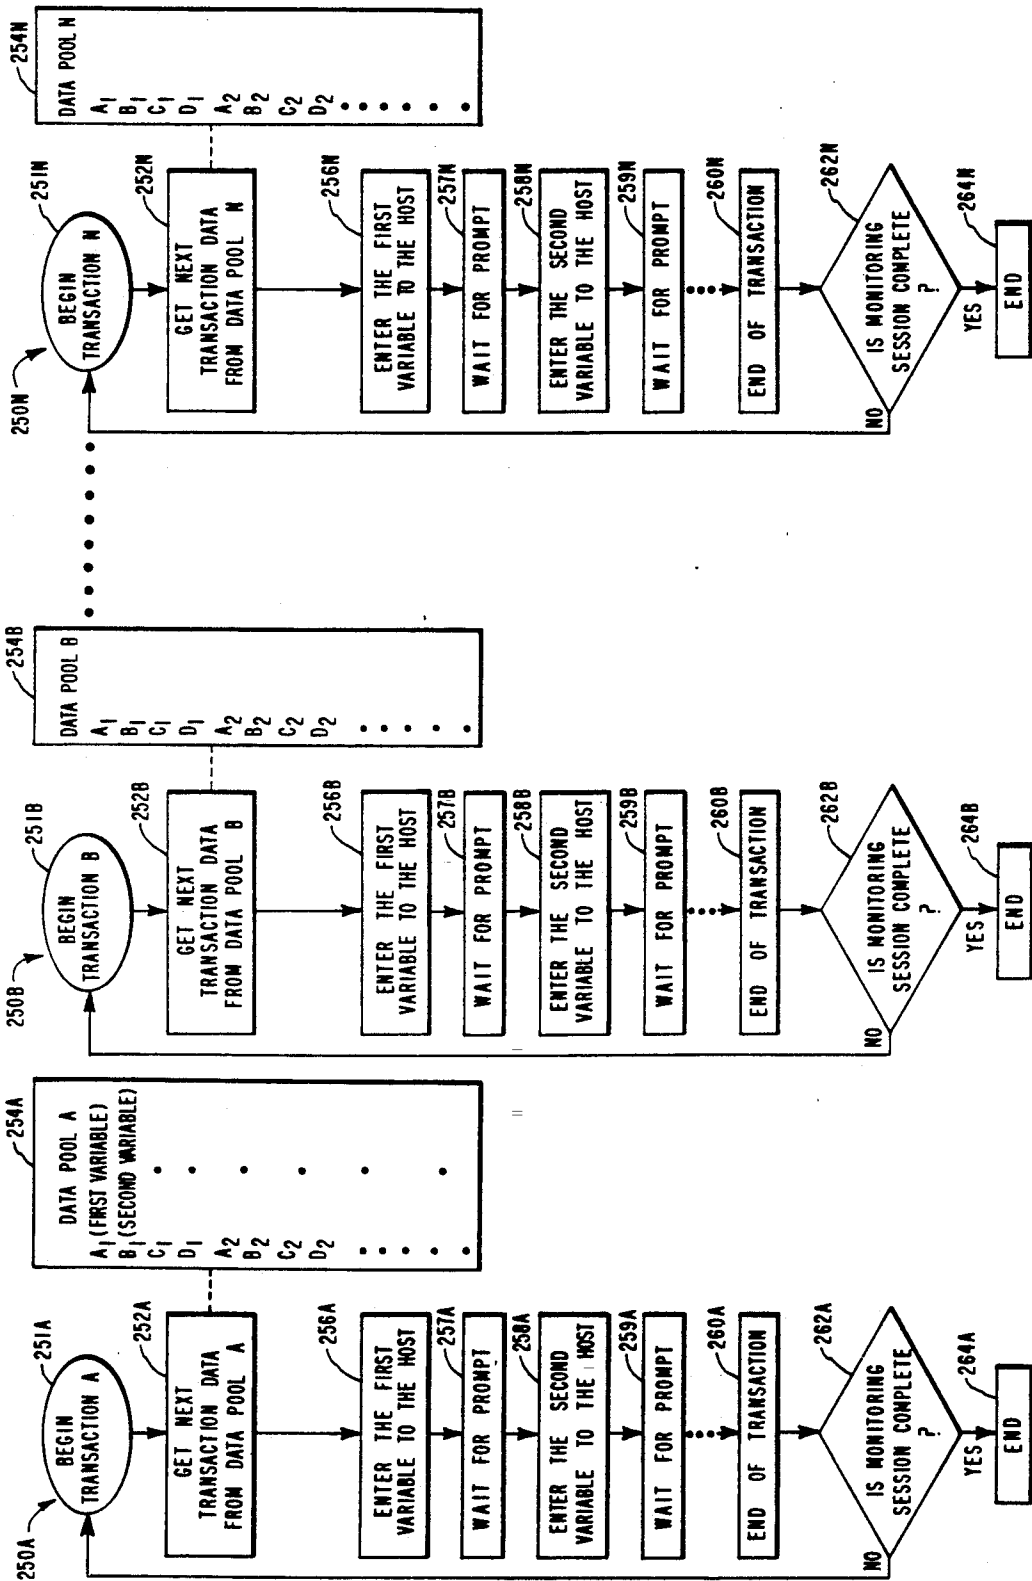 250A
251A
BEGIN
TRANSACTION A
252A
GET NEXT
TRANSACTION DATA
FROM DATA POOL A
254A
DATA POOL A
A1 (FIRST VARIABLE)
B1 (SECOND VARIABLE)
C1
D1
A2
B2
C2
D2
256A
ENTER THE FIRST
VARIABLE TO THE HOST
257A
WAIT FOR PROMPT
258A
ENTER THE SECOND
VARIABLE TO THE HOST
259A
WAIT FOR PROMPT
260A
END OF TRANSACTION
262A
IS MONITORING
SESSION COMPLETE
?
NO
YES
264A
END
250B
251B
BEGIN
TRANSACTION B
252B
GET NEXT
TRANSACTION DATA
FROM DATA POOL B
254B
DATA POOL B
A1
B1
C1
D1
A2
B2
C2
D2
256B
ENTER THE FIRST
VARIABLE TO THE HOST
257B
WAIT FOR PROMPT
258B
ENTER THE SECOND
VARIABLE TO THE HOST
259B
WAIT FOR PROMPT
260B
END OF TRANSACTION
262B
IS MONITORING
SESSION COMPLETE
?
NO
YES
264B
END
250N
251N
BEGIN
TRANSACTION N
252N
GET NEXT
TRANSACTION DATA
FROM DATA POOL N
254N
DATA POOL N
A1
B1
C1
D1
A2
B2
C2
D2
256N
ENTER THE FIRST
VARIABLE TO THE HOST
257N
WAIT FOR PROMPT
258N
ENTER THE SECOND
VARIABLE TO THE HOST
259N
WAIT FOR PROMPT
260N
END OF TRANSACTION
262N
IS MONITORING
SESSION COMPLETE
?
NO
YES
264N
END